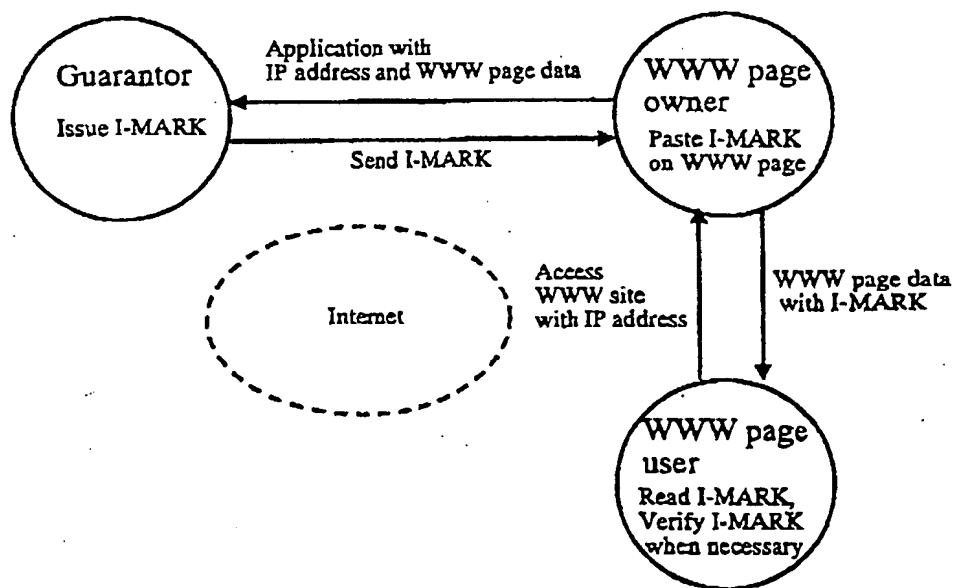 Application with
IP address and WWW page data
Guarantor
Issue I-MARK
Send I-MARK
WWW page
owner
Paste I-MARK
on WWW page
Internet
Access
WWW site
with IP address
WWW page data
with I-MARK
WWW page
user
Read I-MARK,
Verify I-MARK
when necessary